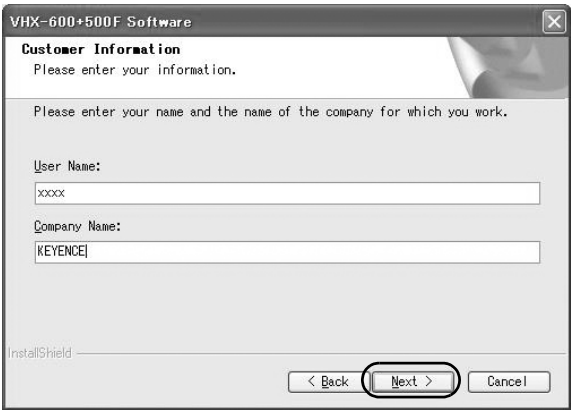 VHX-600+500F Software
Customer Information
Please enter your information.
Please enter your name and the name of the company for which you work.
User Name:
xxxx
Company Name:
KEYENCE
InstallShield
< Back
Next >
Cancel